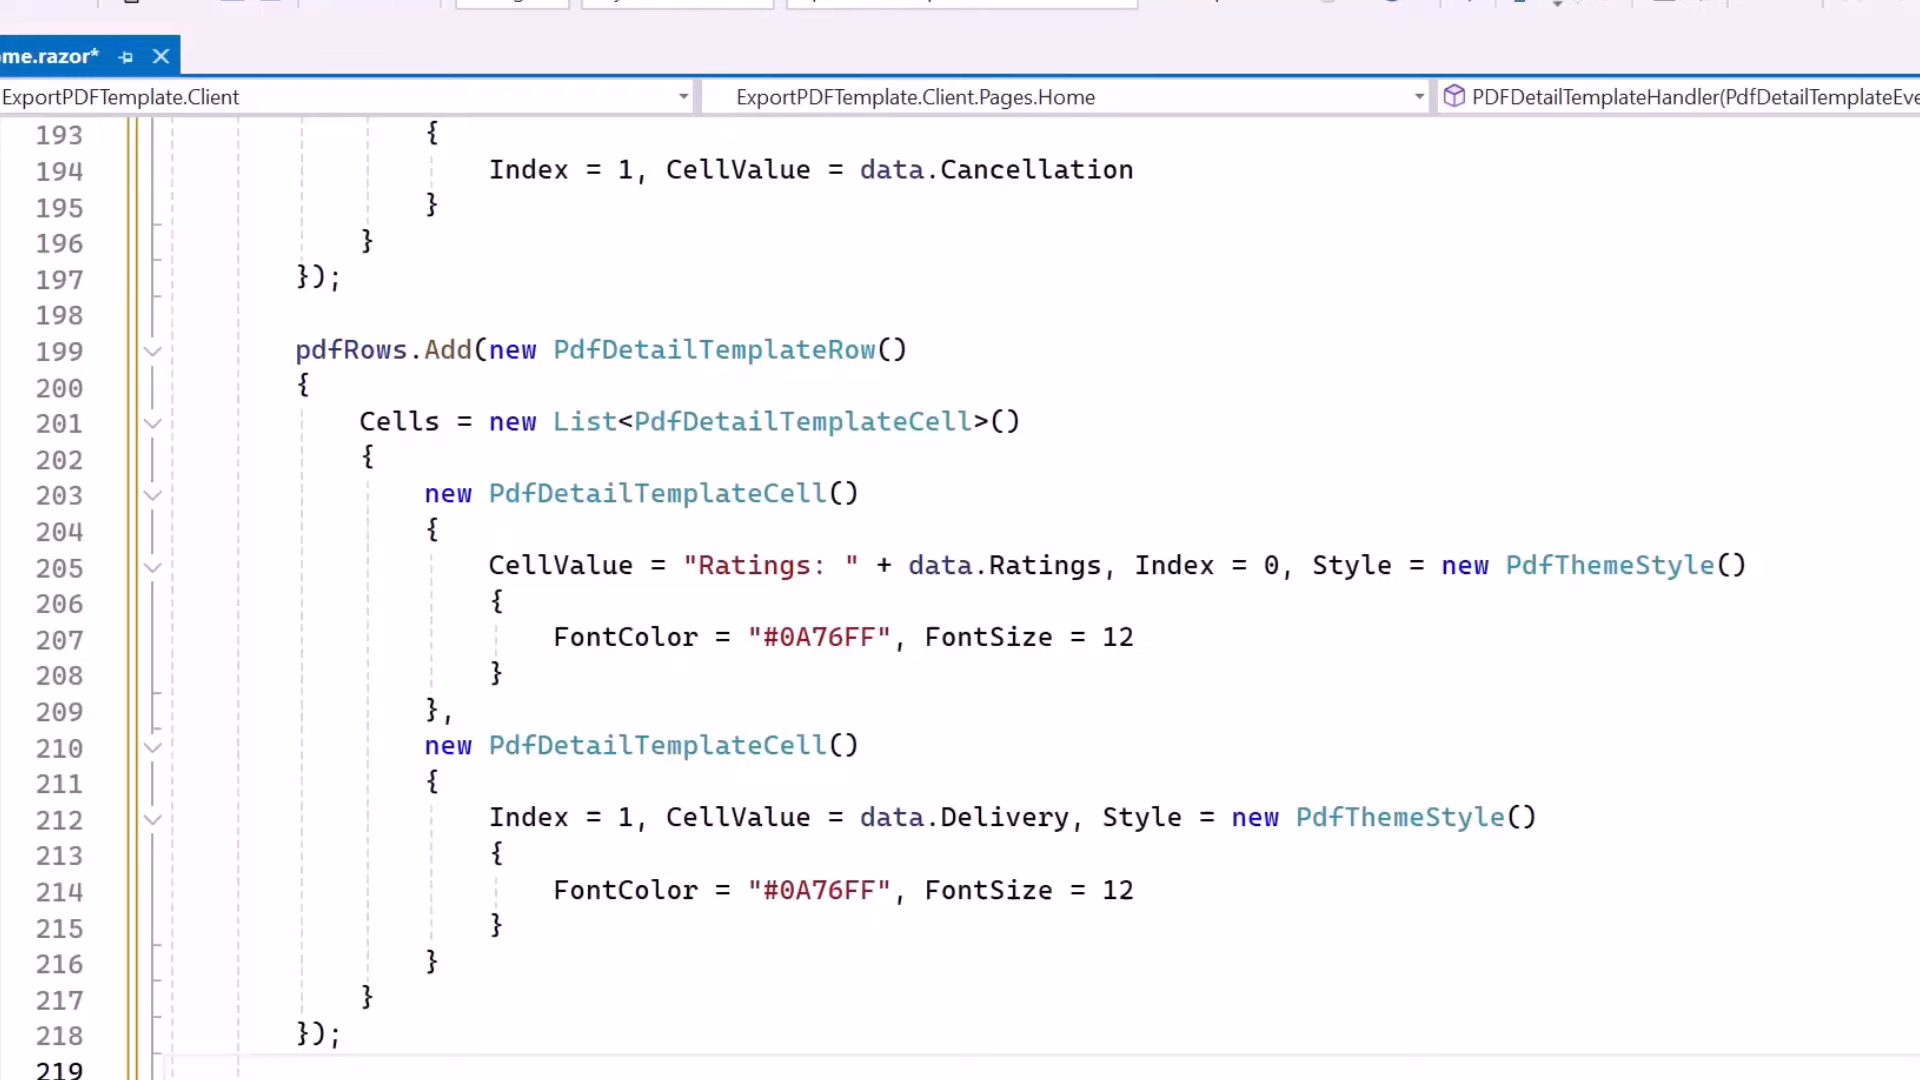 me.razor*
ExportPDFTemplate.Client ExportPDFTemplate.Client.Pages.Home PDFDetailTemplateHandler(PdfDetailTemplateEve
193 {
194 Index = 1, CellValue = data.Cancellation
195 }
196 }
197 });
198
199 pdfRows.Add(new PdfDetailTemplateRow()
200 {
201 Cells = new List<PdfDetailTemplateCell>()
202 {
203 new PdfDetailTemplateCell()
204 {
205 CellValue = "Ratings: " + data.Ratings, Index = 0, Style = new PdfThemeStyle()
206 {
207 FontColor = "#0A76FF", FontSize = 12
208 }
209 },
210 new PdfDetailTemplateCell()
211 {
212 Index = 1, CellValue = data.Delivery, Style = new PdfThemeStyle()
213 {
214 FontColor = "#0A76FF", FontSize = 12
215 }
216 }
217 }
218 });
219